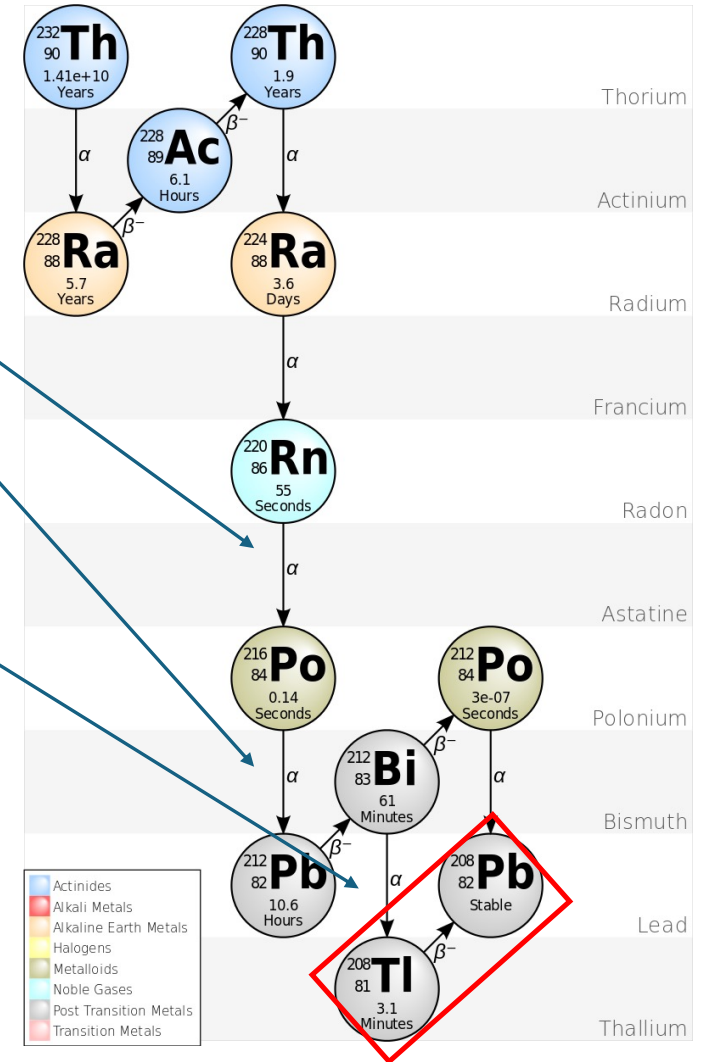 232
90 Th
1.41e+10
Years
228
90 Th
1.9
Years
Thorium
β⁻
228
89 Ac
6.1
Hours
α
α
Actinium
β⁻
228
88 Ra
5.7
Years
224
88 Ra
3.6
Days
Radium
α
Francium
220
86 Rn
55
Seconds
Radon
α
Astatine
216
84 Po
0.14
Seconds
212
84 Po
3e-07
Seconds
Polonium
β⁻
212
83 Bi
61
Minutes
α
α
Bismuth
β⁻
212
82 Pb
10.6
Hours
α
208
82 Pb
Stable
Lead
β⁻
208
81 Tl
3.1
Minutes
Thallium
Actinides
Alkali Metals
Alkaline Earth Metals
Halogens
Metalloids
Noble Gases
Post Transition Metals
Transition Metals